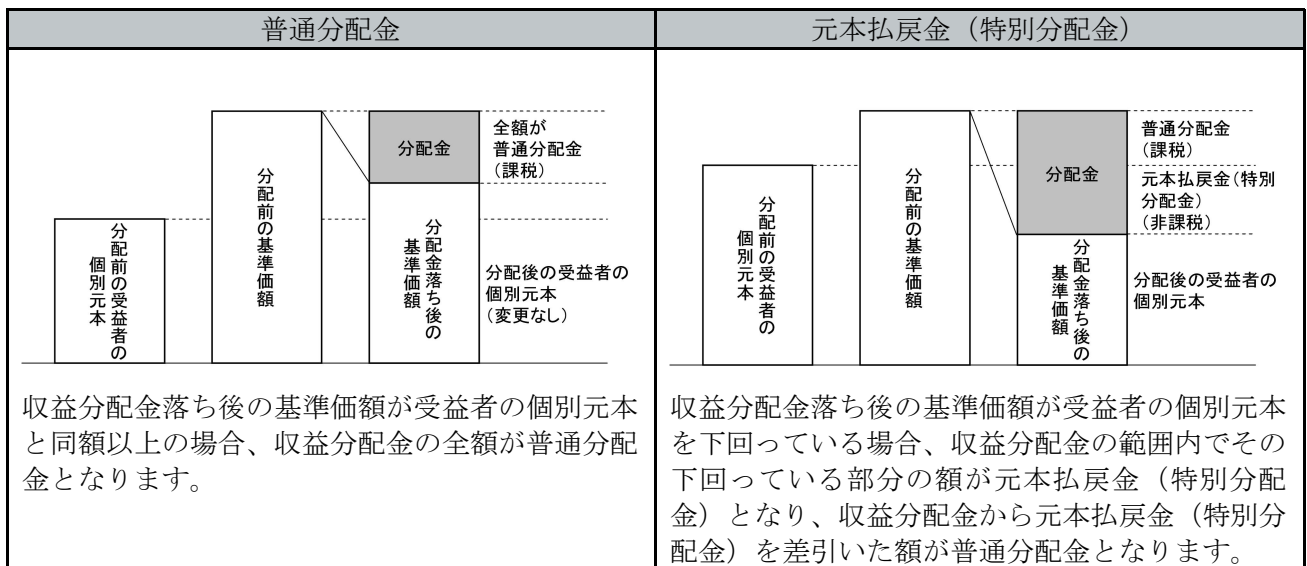 普通分配金
分配前の受益者の
個別元本
分配前の基準価額
分配金
分配金落ち後の
基準価額
全額が
普通分配金
(課税)
分配後の受益者の
個別元本
(変更なし)
収益分配金落ち後の基準価額が受益者の個別元本
と同額以上の場合、収益分配金の全額が普通分配
金となります。
元本払戻金（特別分配金）
分配前の受益者の
個別元本
分配前の基準価額
分配金
分配金落ち後の
基準価額
普通分配金
(課税)
元本払戻金(特別
分配金)
(非課税)
分配後の受益者の
個別元本
収益分配金落ち後の基準価額が受益者の個別元本
を下回っている場合、収益分配金の範囲内でその
下回っている部分の額が元本払戻金（特別分配
金）となり、収益分配金から元本払戻金（特別分
配金）を差引いた額が普通分配金となります。